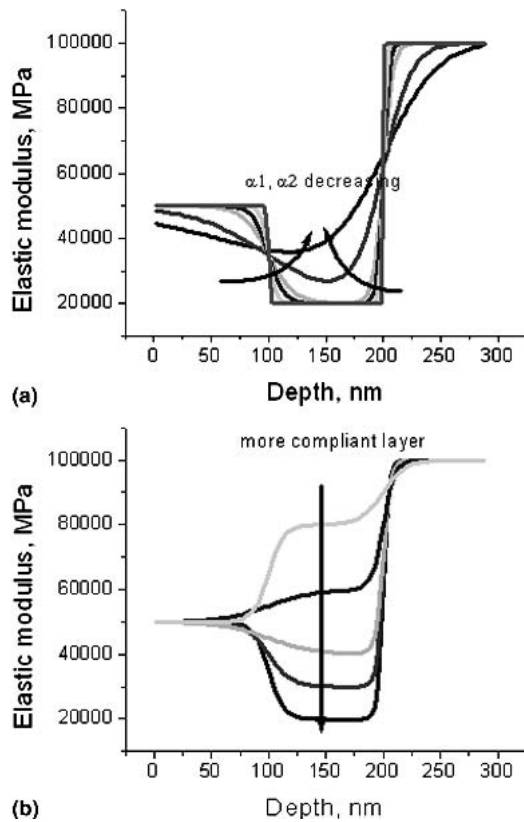 100000
80000
60000
40000
20000
Elastic modulus, MPa
α1, α2 decreasing
0 50 100 150 200 250 300
Depth, nm
(a)
more compliant layer
100000
80000
60000
40000
20000
Elastic modulus, MPa
0 50 100 150 200 250 300
Depth, nm
(b)